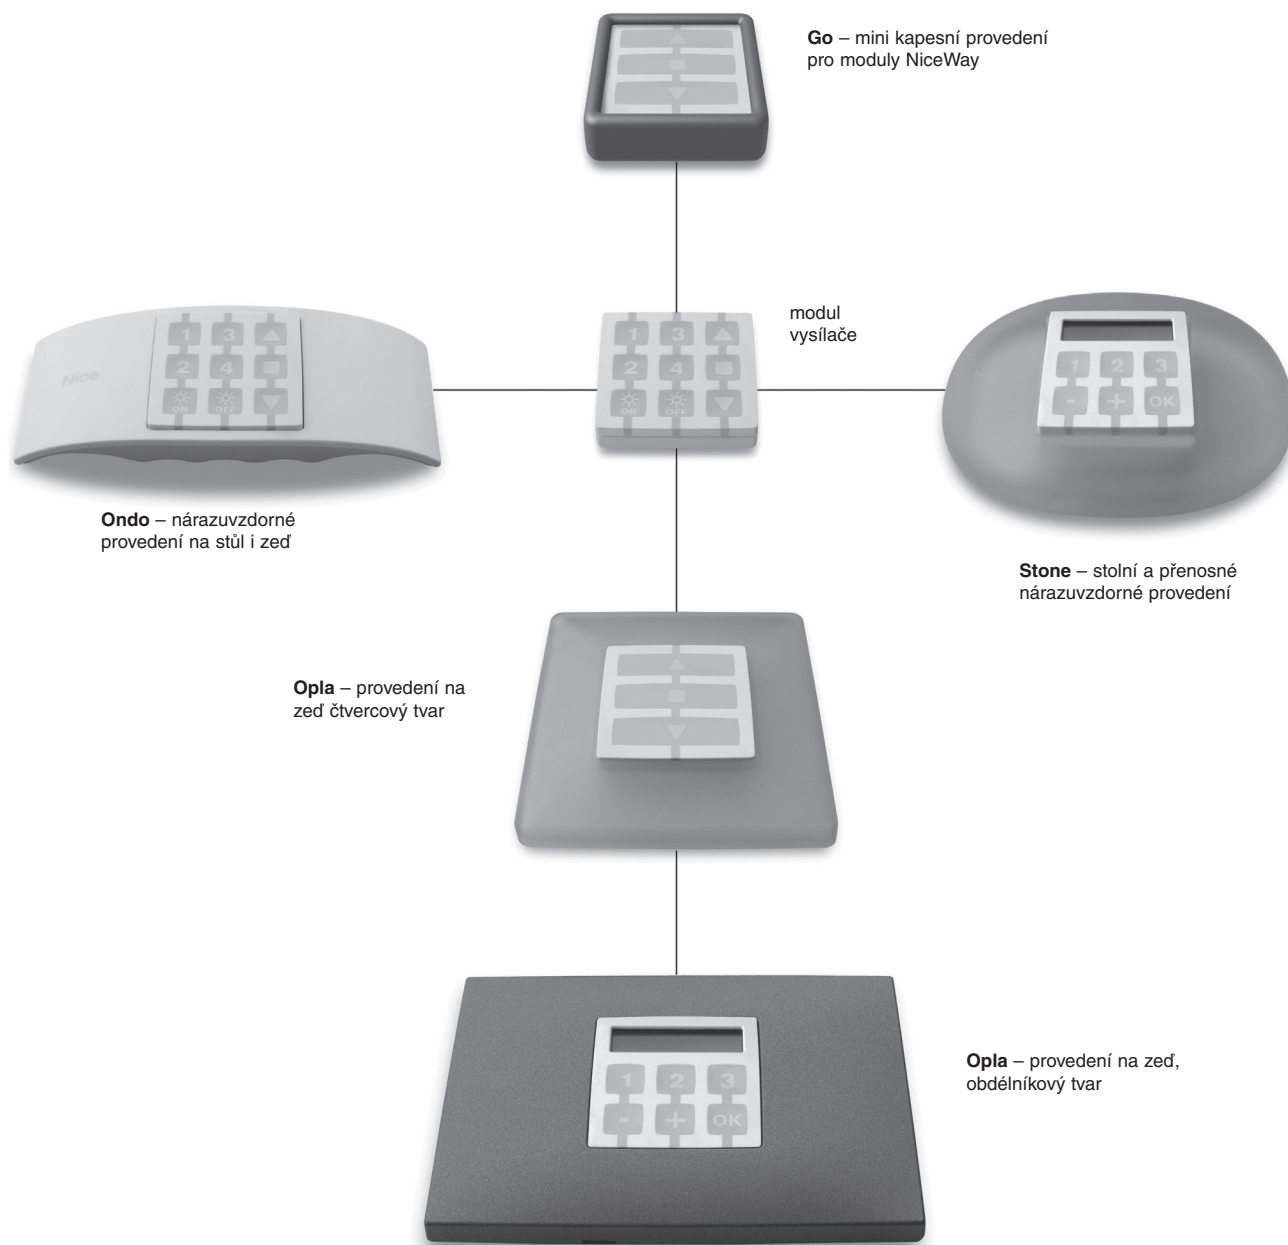 Go – mini kapesní provedení
pro moduly NiceWay
modul
vysílače
Nice
1 3
2 4
ON OFF
1 3
2 4
ON OFF
1 2 3
- + OK
Ondo – nárazuvzdorné
provedení na stůl i zeď
Stone – stolní a přenosné
nárazuvzdorné provedení
Opla – provedení na
zeď čtvercový tvar
1 2 3
- + OK
Opla – provedení na zeď,
obdélníkový tvar